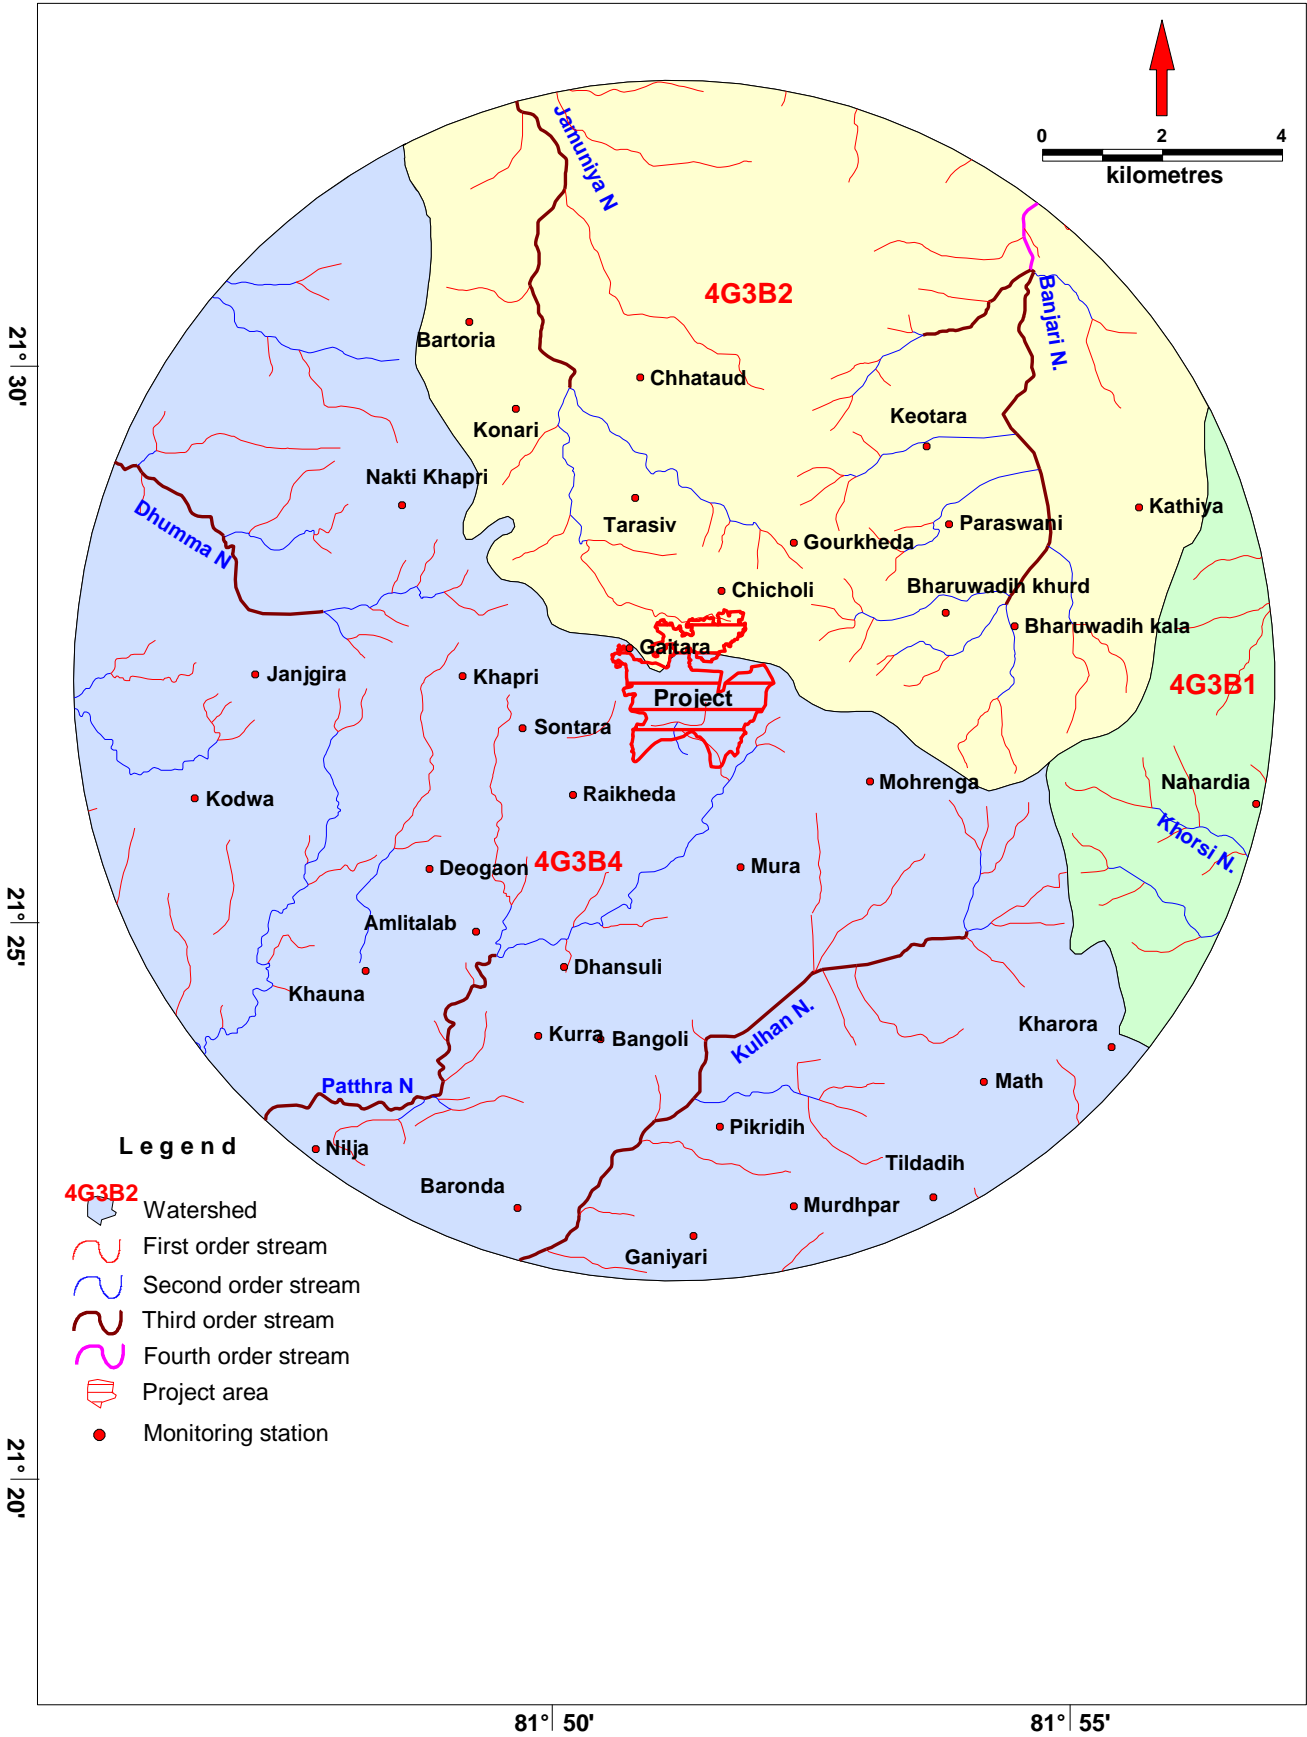 0 2 4
kilometres
Jamuniya N
4G3B2
Banjari N.
Bartoria
21° 30'
Chhataud
Keotara
Konari
Nakti Khapri
Kathiya
Dhumma N
Tarasiv
Paraswani
Gourkheda
Chicholi
Bharuwadih khurd
Bharuwadih kala
Gaitara
Janjgira
Khapri
4G3B1
Project
Sontara
Mohrenga
Nahardia
Kodwa
Raikheda
Khorsi N.
4G3B4
Deogaon
Mura
Amlitalab
21° 25'
Dhansuli
Khauna
Kharora
Kurra
Bangoli
Kulhan N.
Math
Patthra N
Pikridih
Legend
Nilja
Tildadih
Baronda
4G3B2
Murdhpar
Watershed
First order stream
Ganiyari
Second order stream
Third order stream
Fourth order stream
Project area
Monitoring station
21° 20'
81° 50'
81° 55'